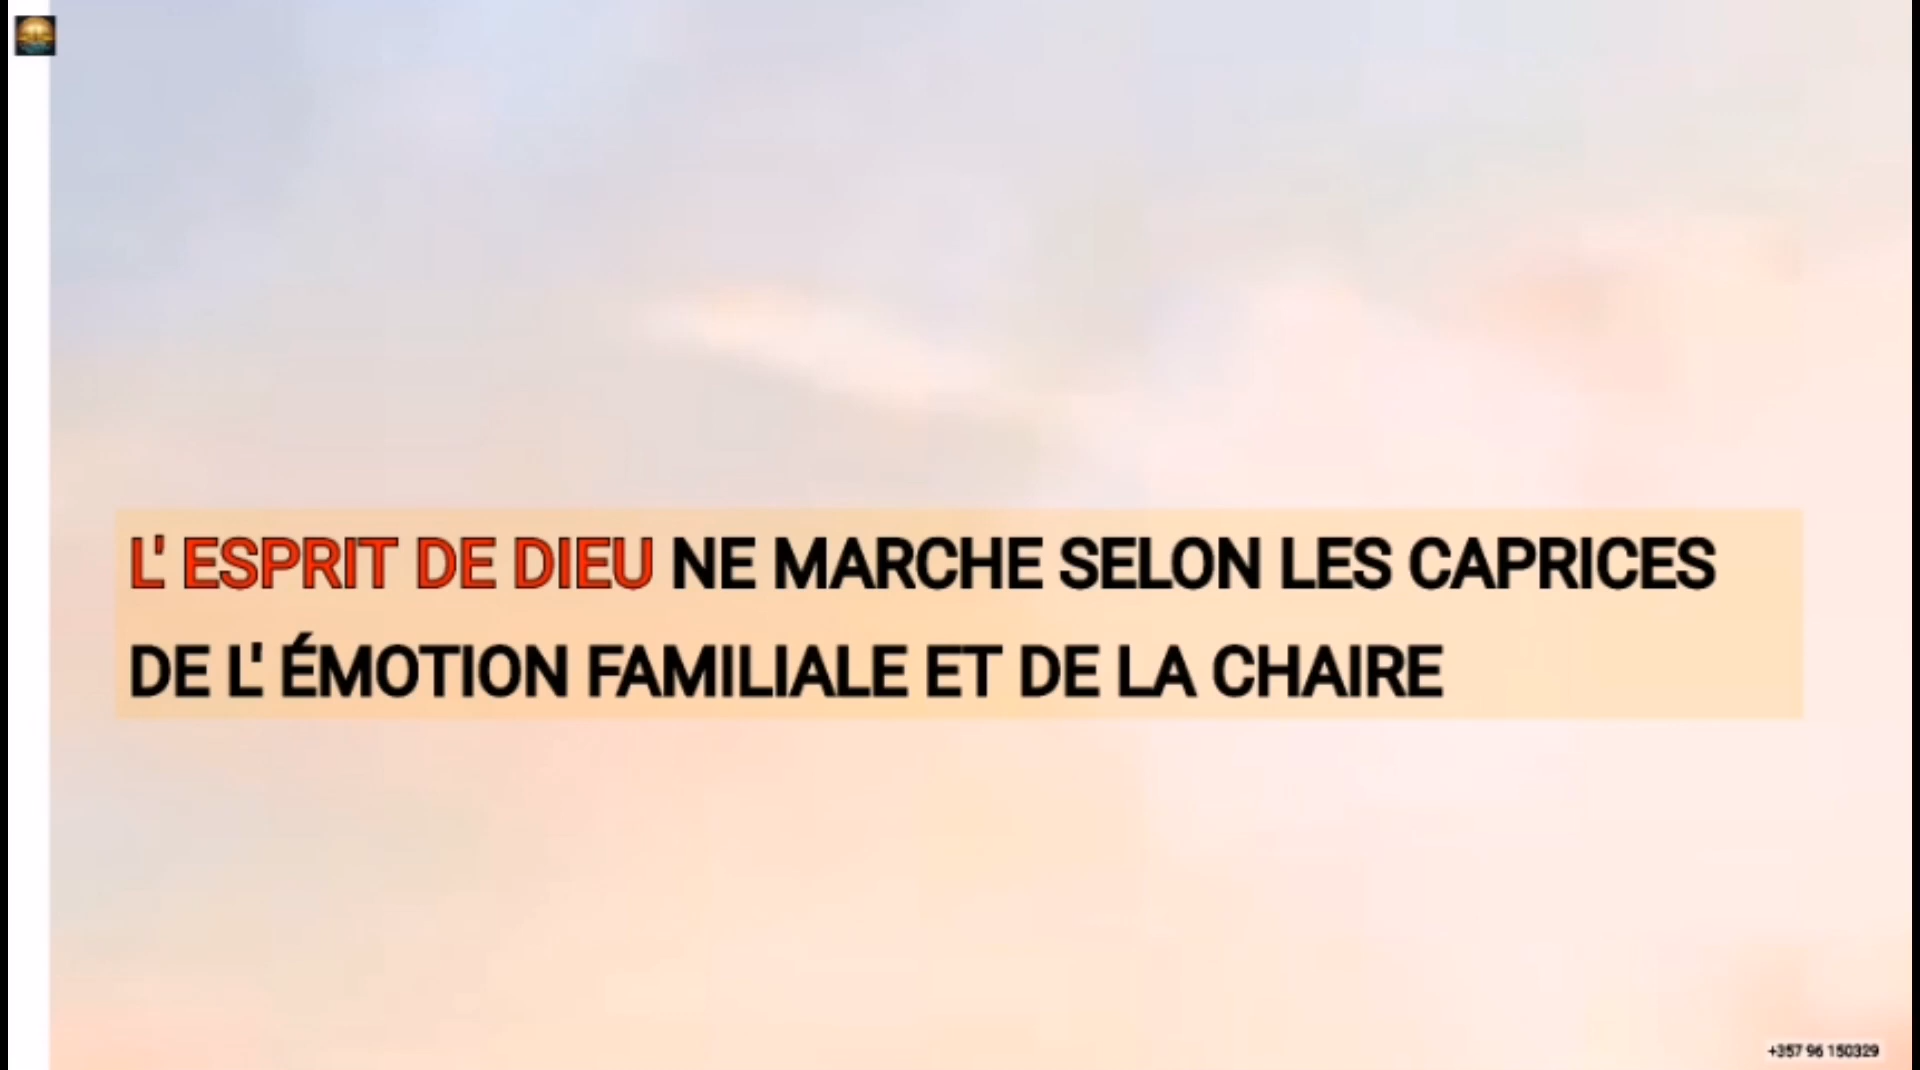 L' ESPRIT DE DIEU NE MARCHE SELON LES CAPRICES
DE L' ÉMOTION FAMILIALE ET DE LA CHAIRE
+357 96 150329